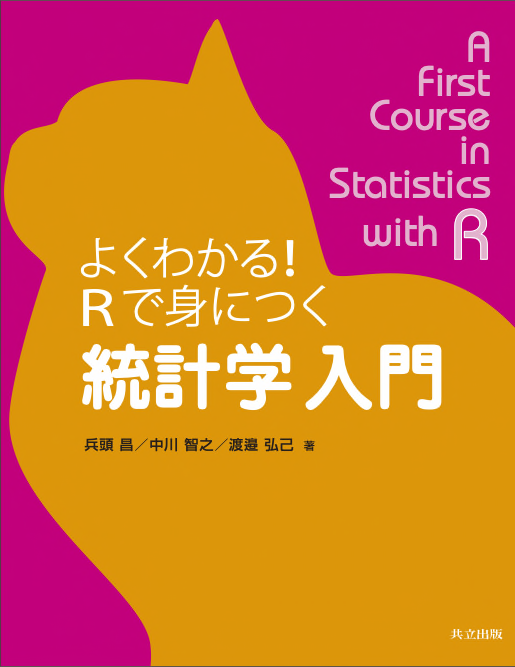 A
First
Course
in
Statistics
with R
よくわかる!
Rで身につく
統計学 入門
兵頭 昌／中川 智之／渡邉 弘己 著
共立出版